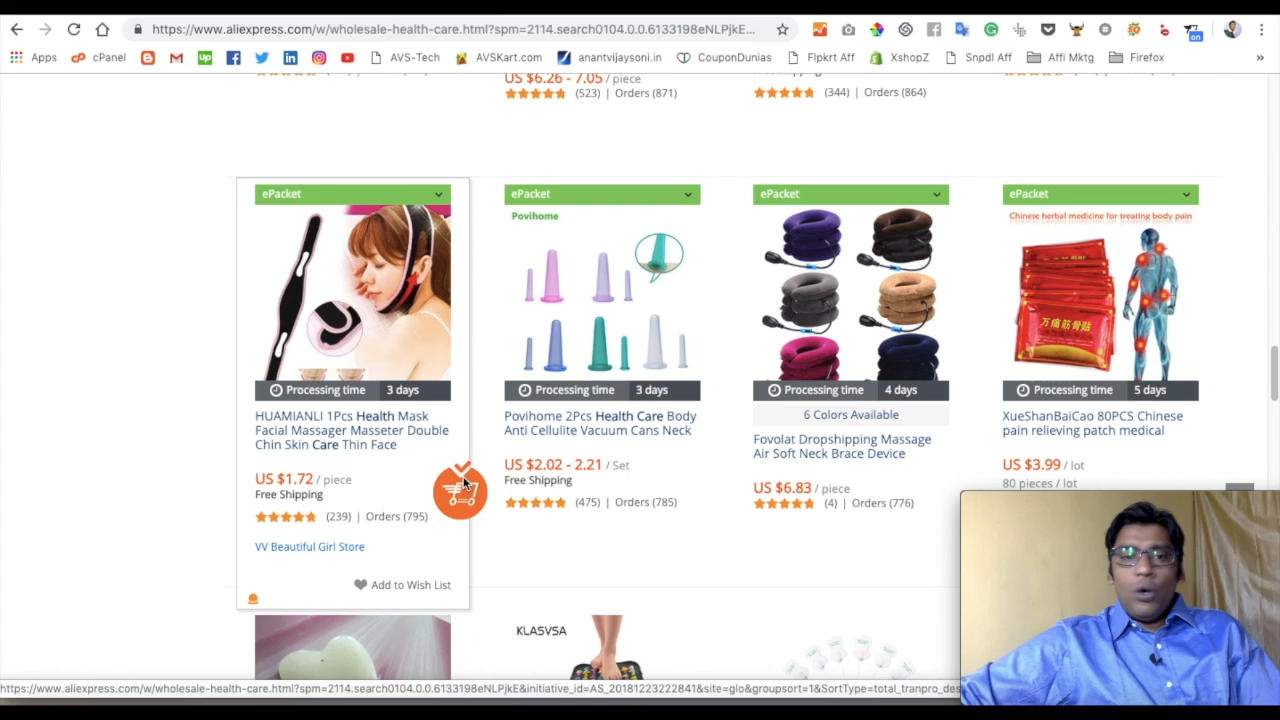 https://www.aliexpress.com/w/wholesale-health-care.html?spm=2114.search0104.0.0.6133198eNLPjkE...
on
Apps
cPanel
AVS-Tech
AVSKart.com
anantvijaysoni.in
CouponDunias
Flpkrt Aff
XshopZ
Snpdl Aff
Affi Mktg
Firefox
»
US $6.26 - 7.05 / piece
(523) | Orders (871)
(344) | Orders (864)
ePacket
ePacket
ePacket
ePacket
Povihome
Chinese herbal medicine for treating body pain
万痛筋骨贴
Processing time 3 days
Processing time 3 days
Processing time 4 days
Processing time 5 days
HUAMIANLI 1Pcs Health Mask
Facial Massager Masseter Double
Chin Skin Care Thin Face
US $1.72 / piece
Free Shipping
(239) | Orders (795)
VV Beautiful Girl Store
Add to Wish List
Povihome 2Pcs Health Care Body
Anti Cellulite Vacuum Cans Neck
US $2.02 - 2.21 / Set
Free Shipping
(475) | Orders (785)
6 Colors Available
Fovolat Dropshipping Massage
Air Soft Neck Brace Device
US $6.83 / piece
(4) | Orders (776)
XueShanBaiCao 80PCS Chinese
pain relieving patch medical
US $3.99 / lot
80 pieces / lot
KLASVSA
https://www.aliexpress.com/w/wholesale-health-care.html?spm=2114.search0104.0.0.6133198eNLPjkE&initiative_id=AS_20181223222841&site=glo&groupsort=1&SortType=total_tranpro_des